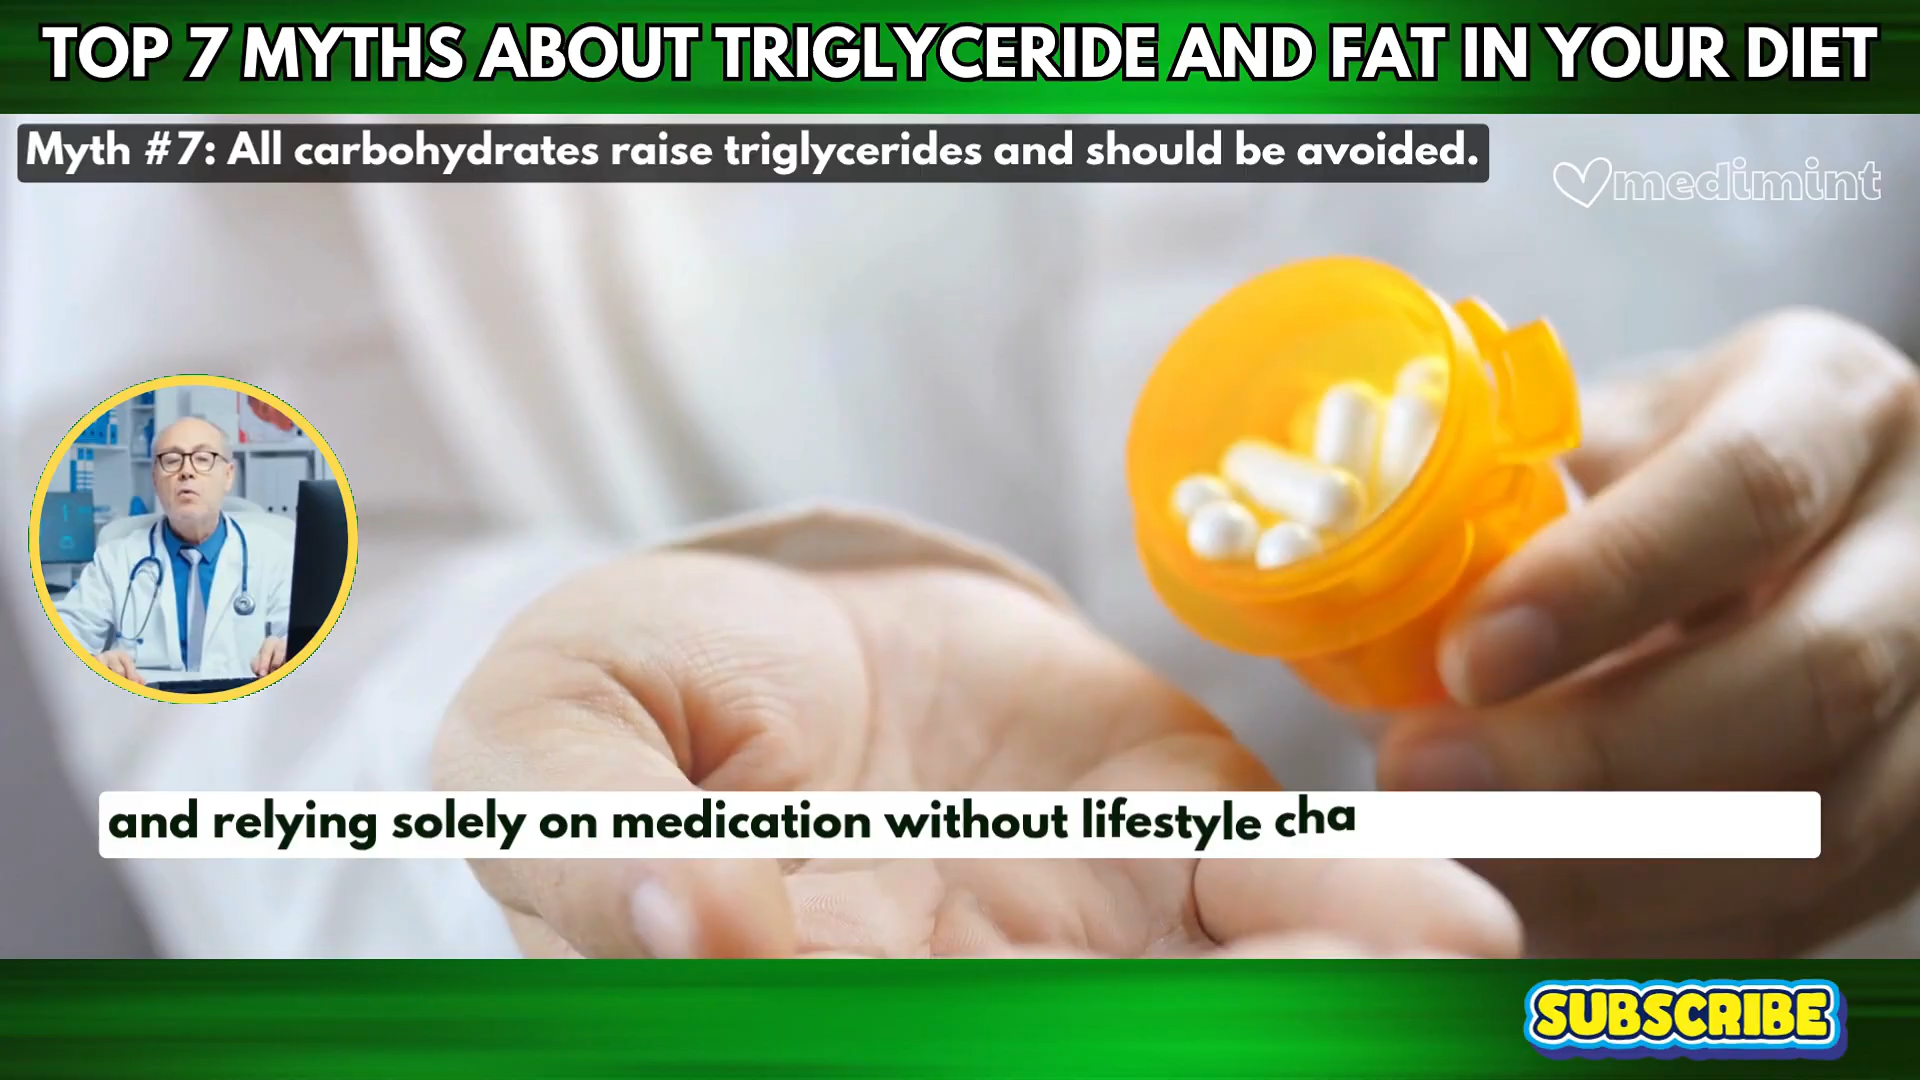 TOP 7 MYTHS ABOUT TRIGLYCERIDE AND FAT IN YOUR DIET
Myth #7: All carbohydrates raise triglycerides and should be avoided.
medimint
and relying solely on medication without lifestyle cha
SUBSCRIBE